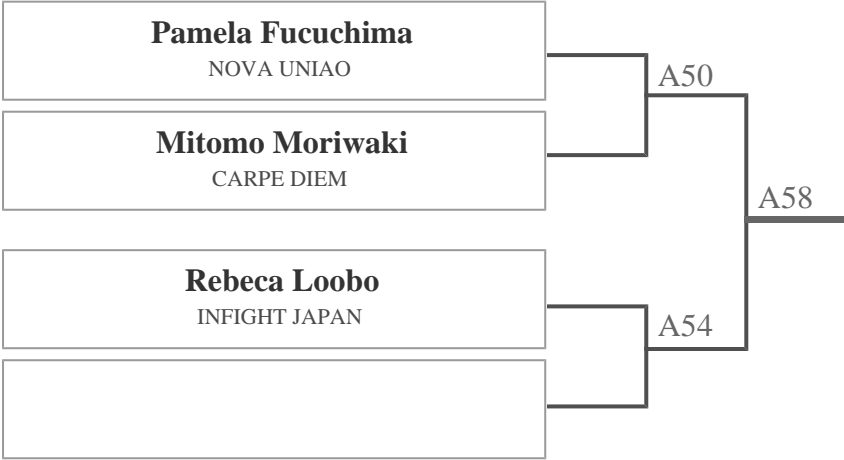 Pamela Fucuchima
NOVA UNIAO
A50
Mitomo Moriwaki
CARPE DIEM
A58
Rebeca Loobo
INFIGHT JAPAN
A54